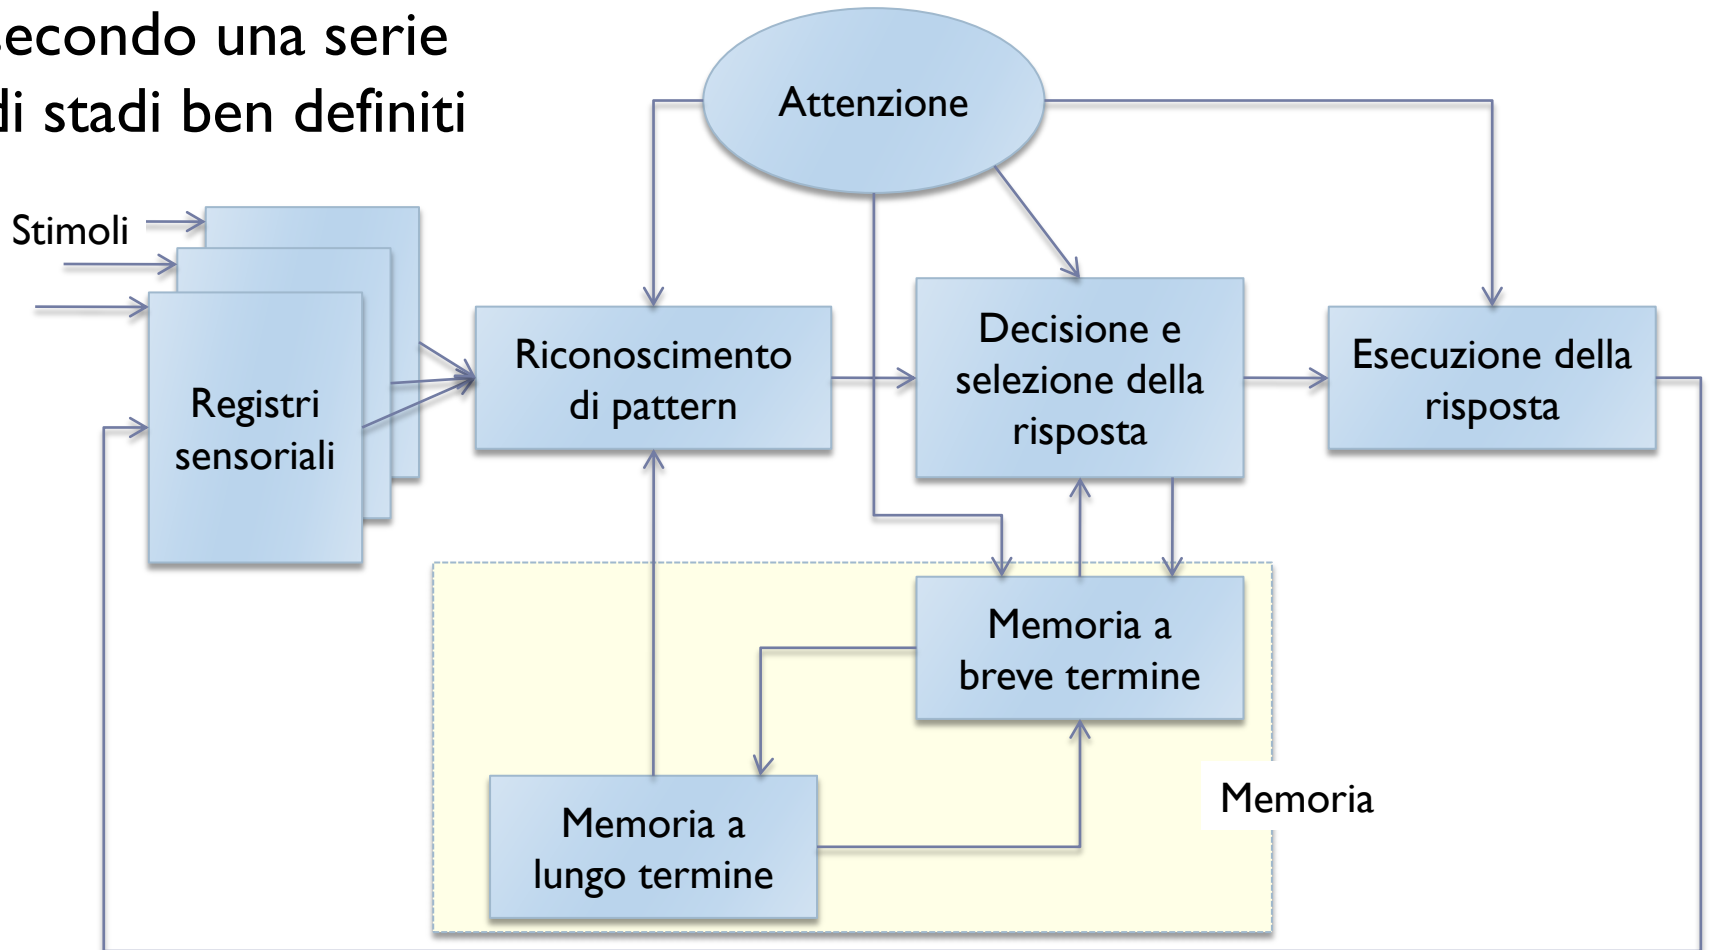 secondo una serie
di stadi ben definiti
Attenzione
Stimoli
Registri
sensoriali
Riconoscimento
di pattern
Decisione e
selezione della
risposta
Esecuzione della
risposta
Memoria a
breve termine
Memoria a
lungo termine
Memoria